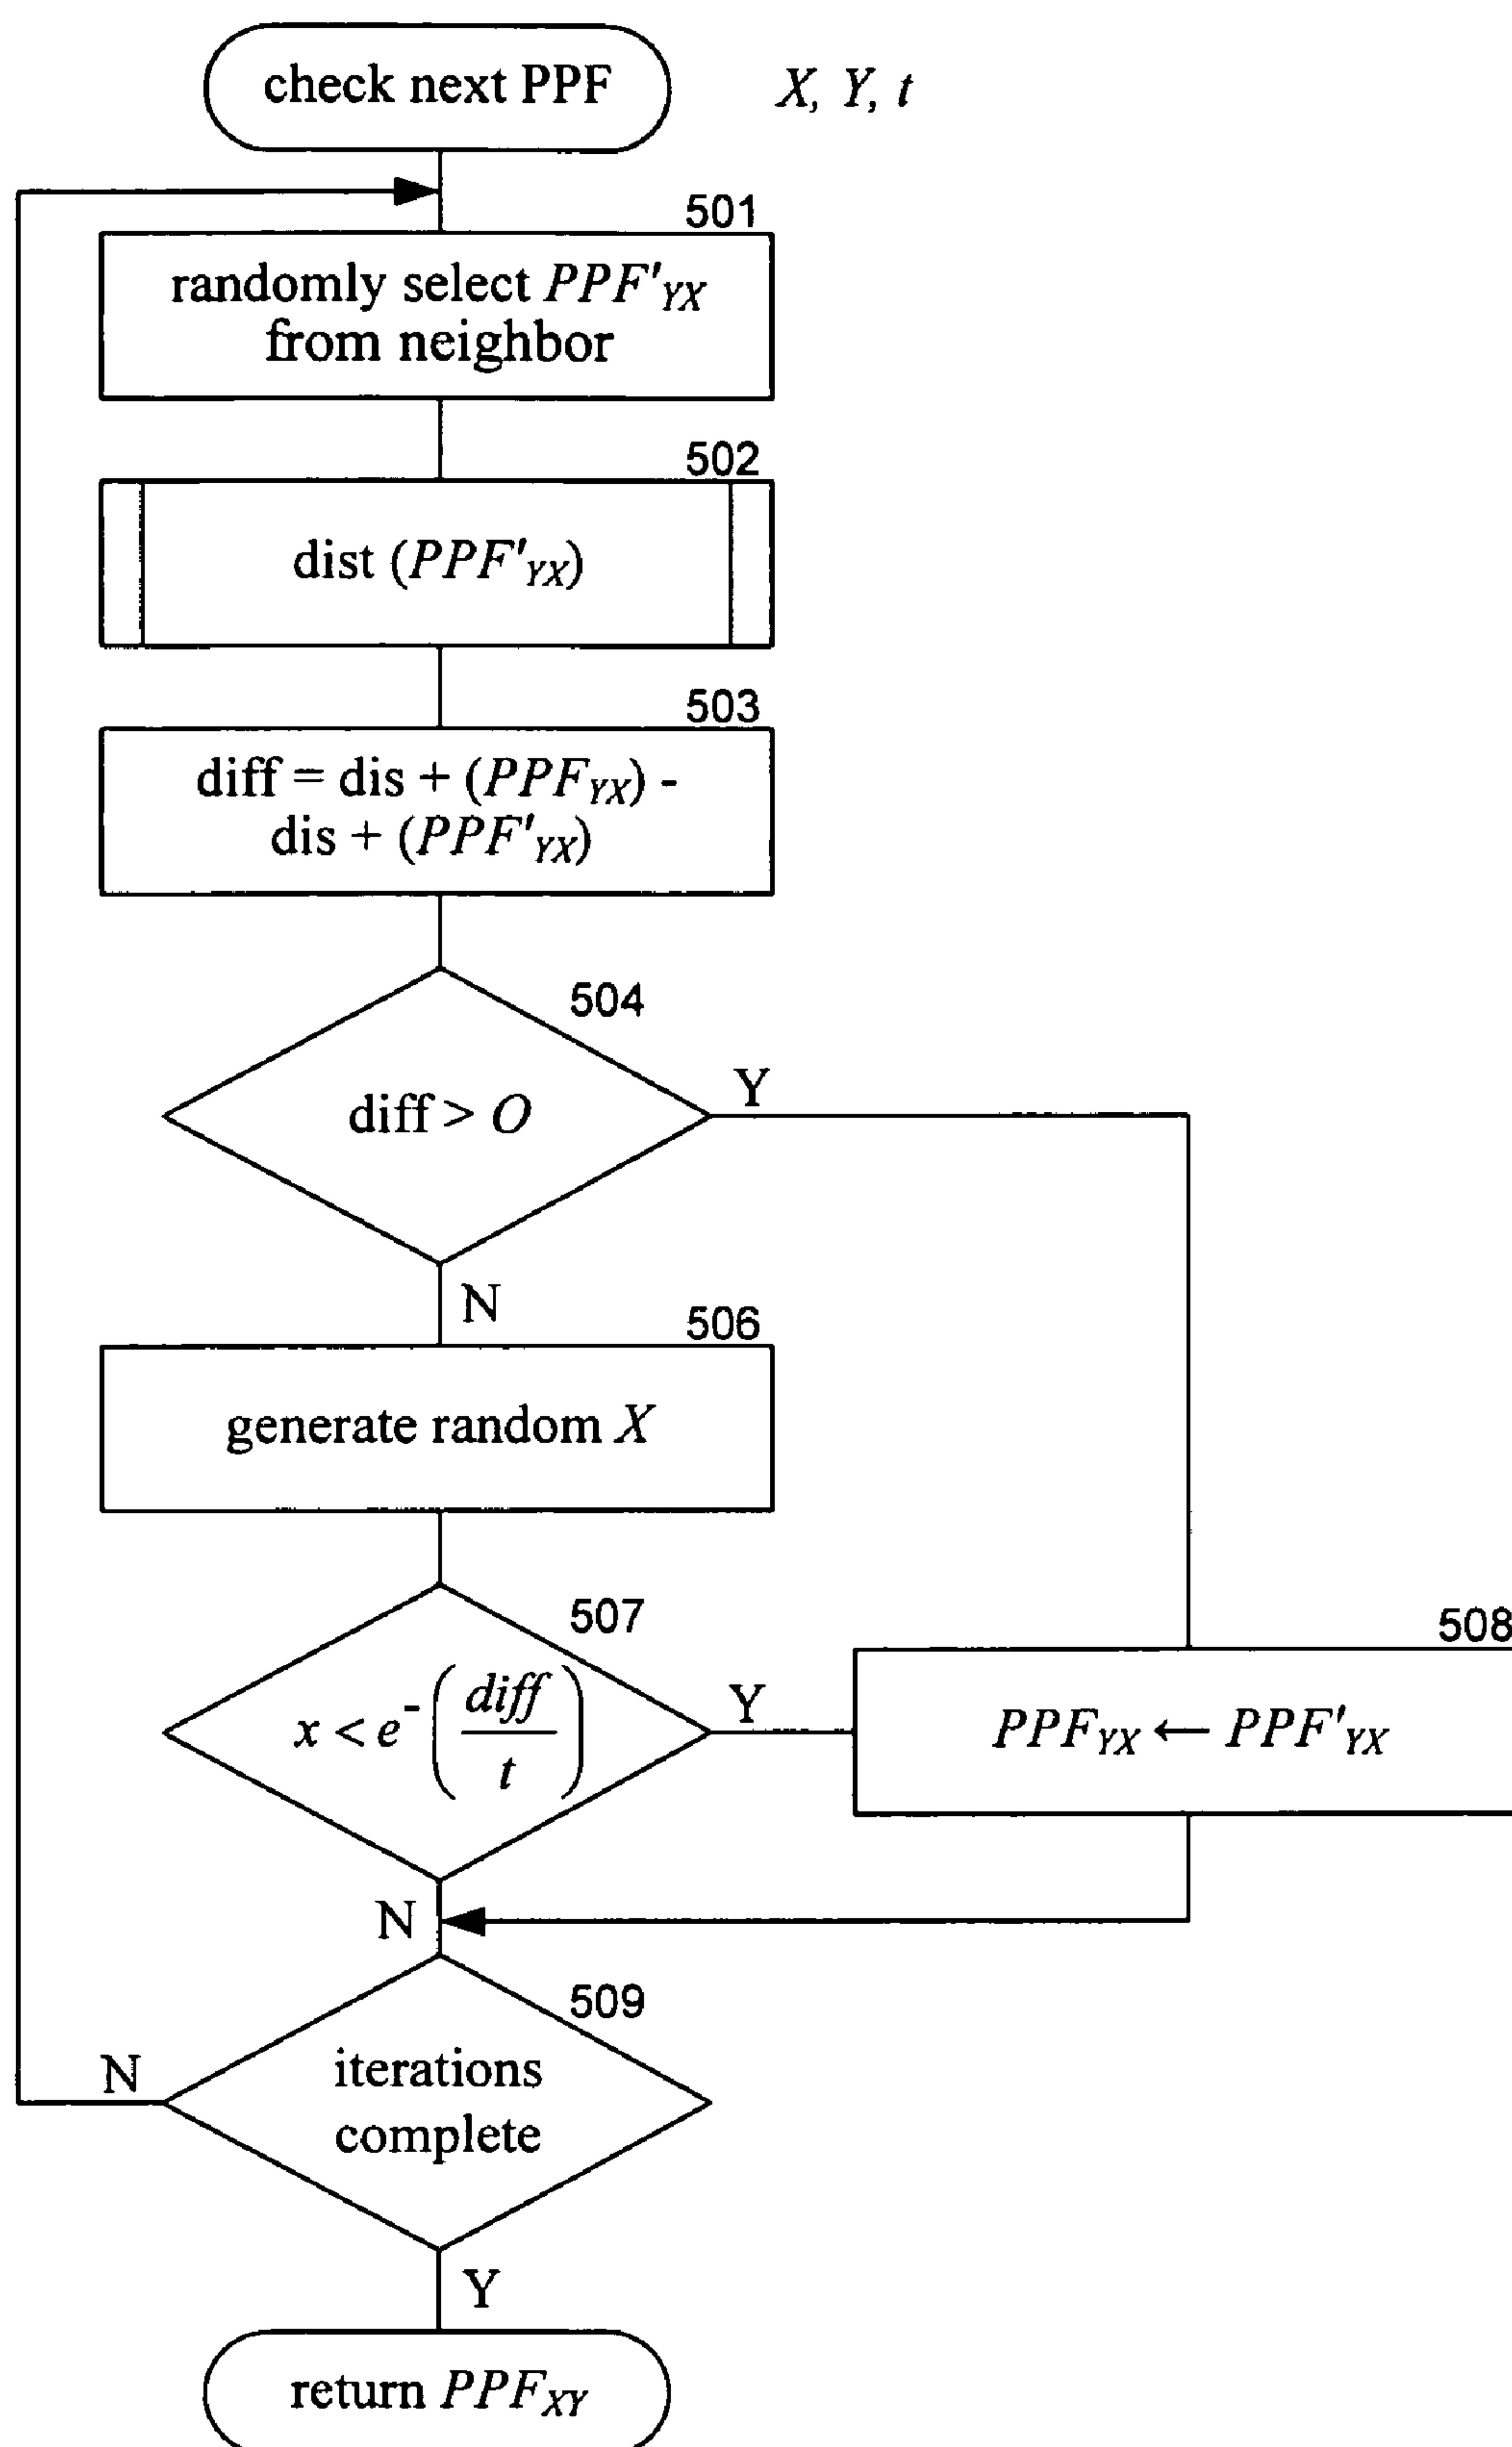 check next PPF
X, Y, t
501
randomly select PPF'YX
from neighbor
502
dist (PPF'YX)
503
diff = dis + (PPFYX) -
dis + (PPF'YX)
504
diff > O
Y
N
506
generate random X
507
x < e-(diff/t)
Y
508
PPFYX ← PPF'YX
N
509
iterations
complete
N
Y
return PPFXY